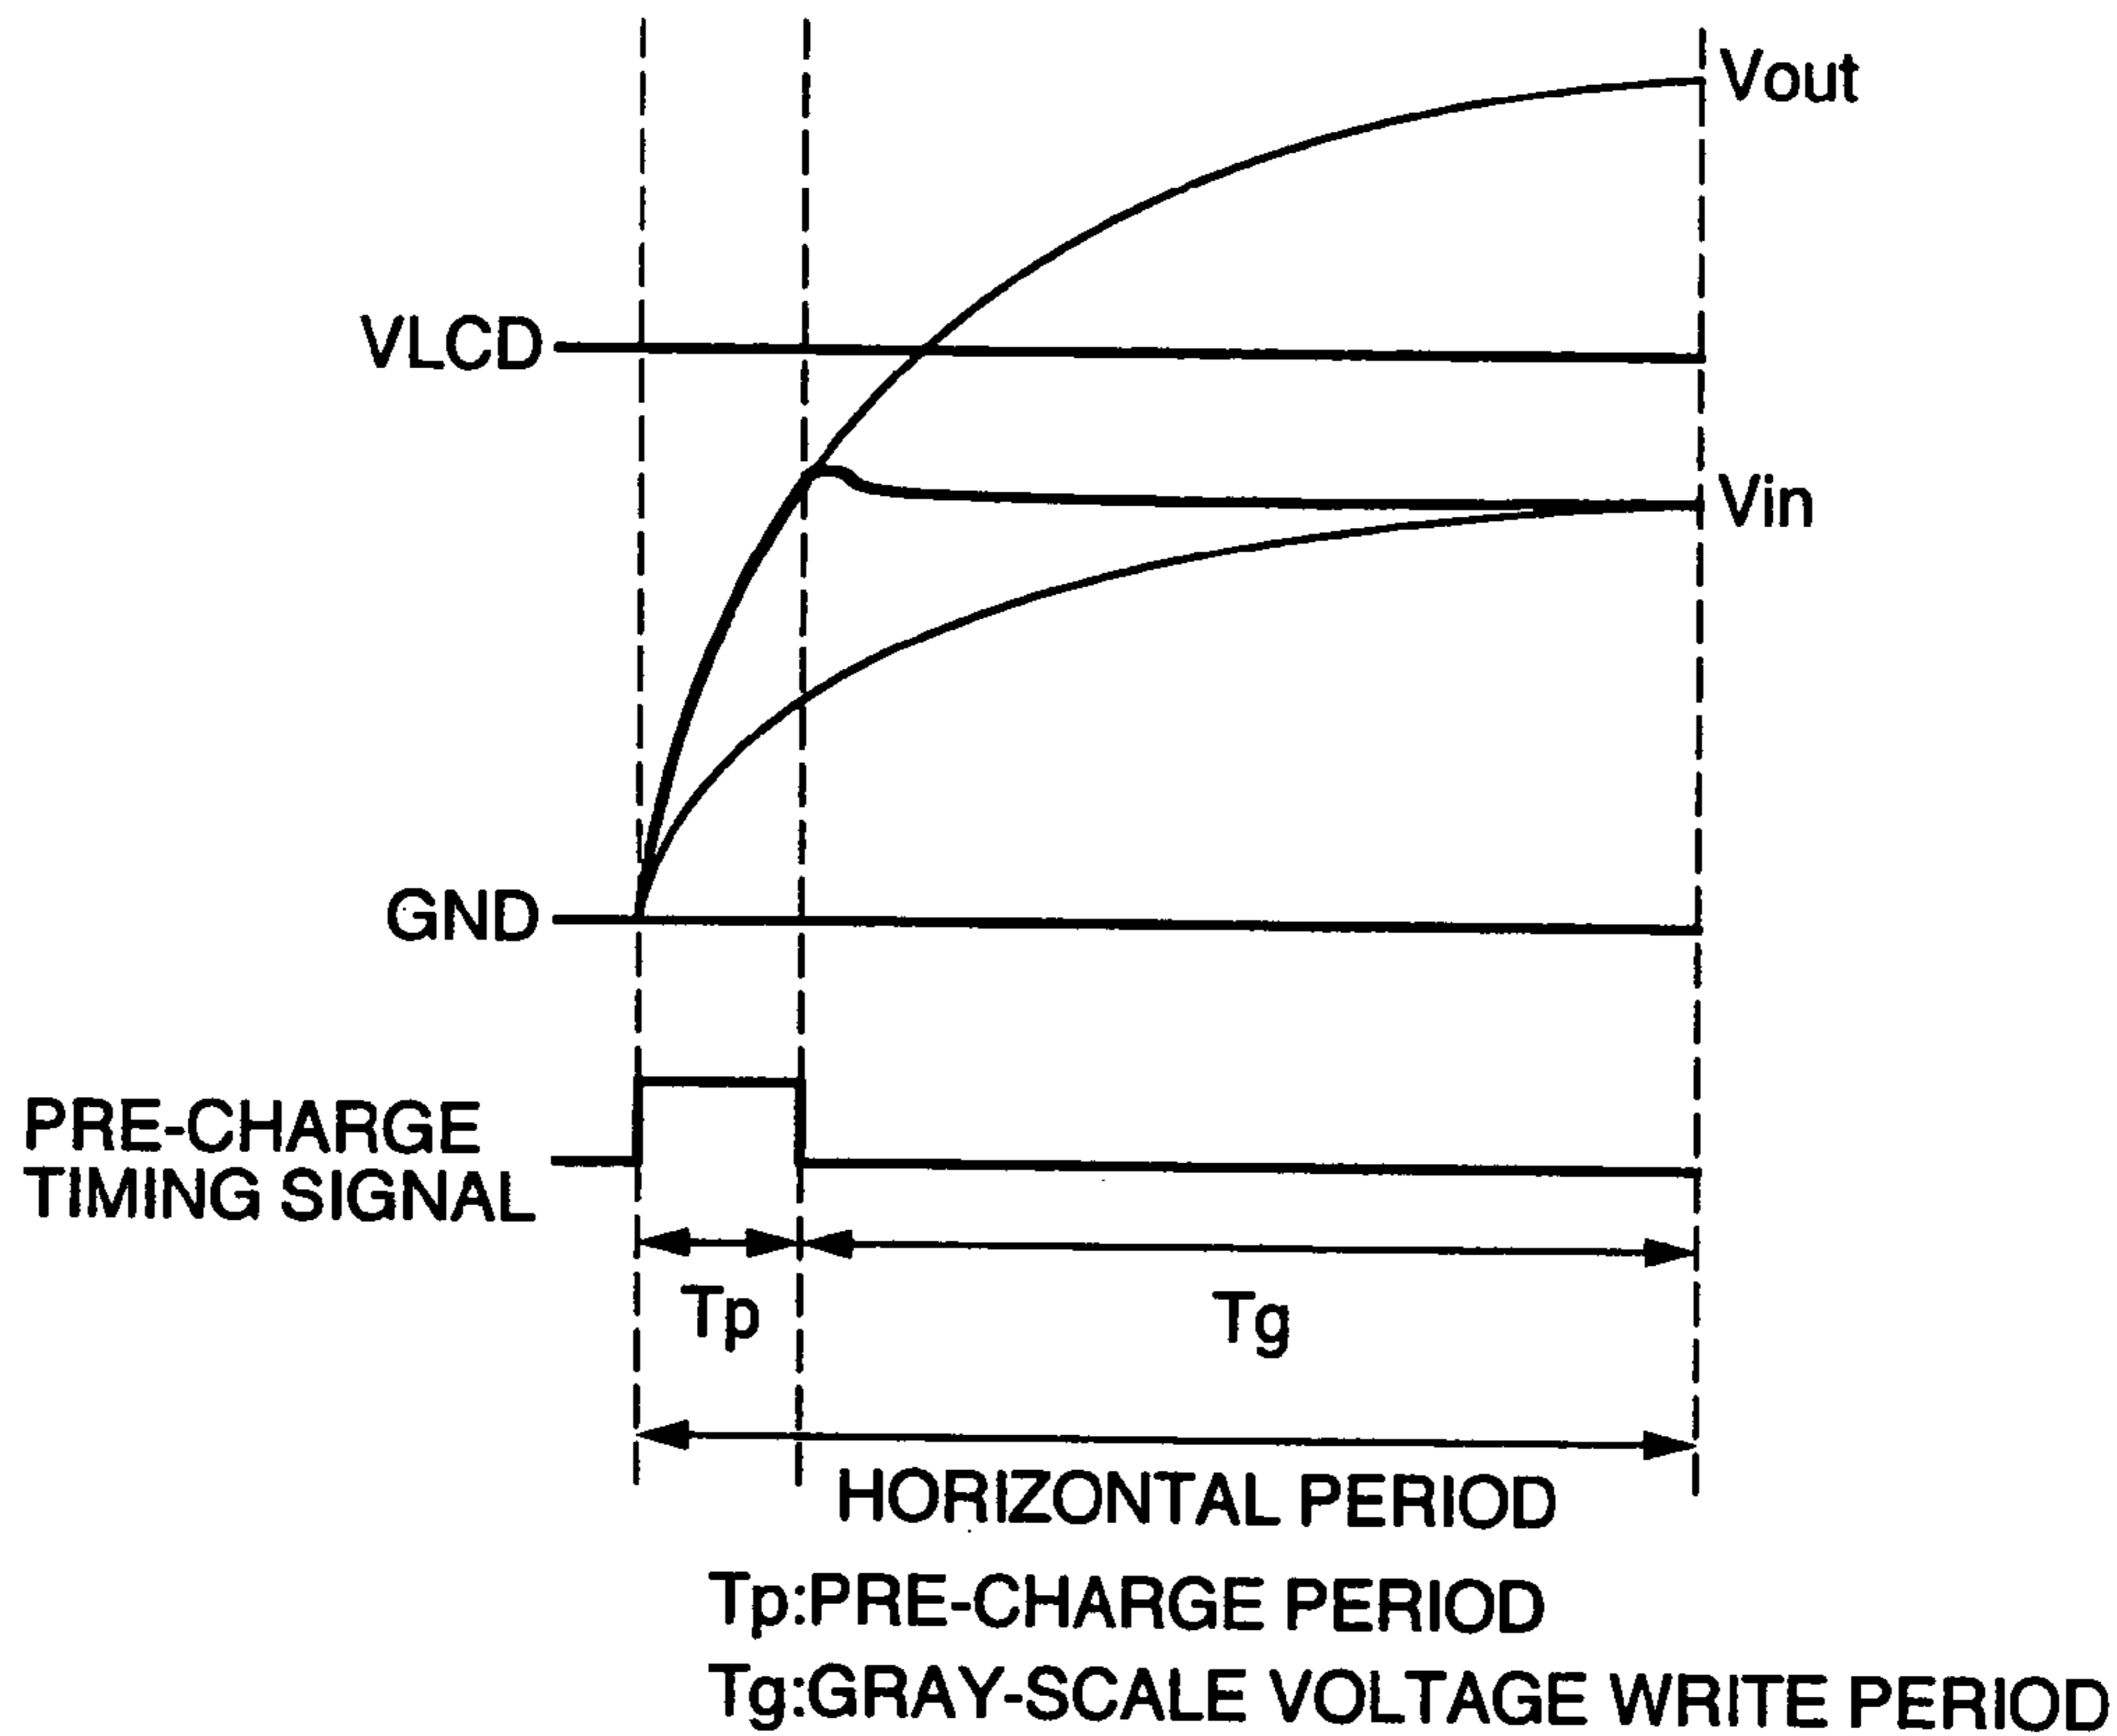 Vout
VLCD
Vin
GND
PRE-CHARGE
TIMING SIGNAL
Tp
Tg
HORIZONTAL PERIOD
Tp:PRE-CHARGE PERIOD
Tg:GRAY-SCALE VOLTAGE WRITE PERIOD